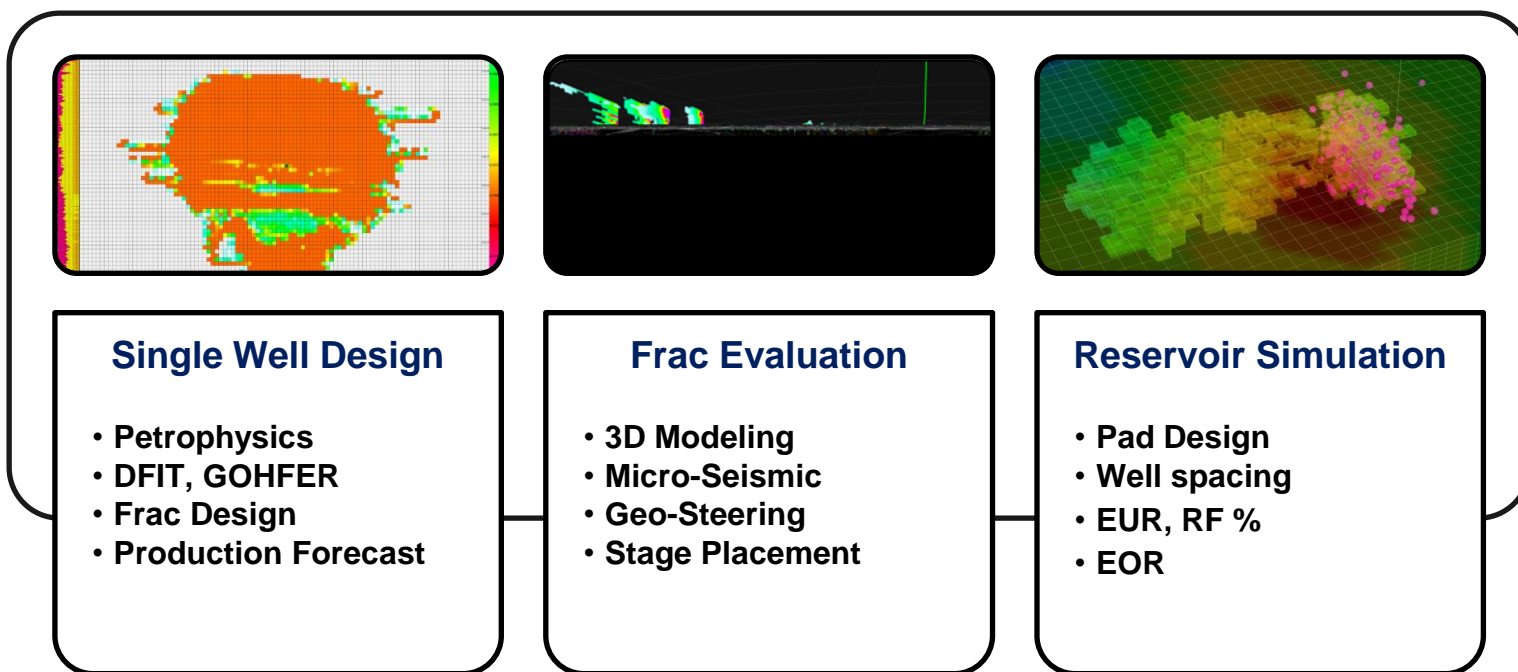 Single Well Design
• Petrophysics
• DFIT, GOHFER
• Frac Design
• Production Forecast
Frac Evaluation
• 3D Modeling
• Micro-Seismic
• Geo-Steering
• Stage Placement
Reservoir Simulation
• Pad Design
• Well spacing
• EUR, RF %
• EOR